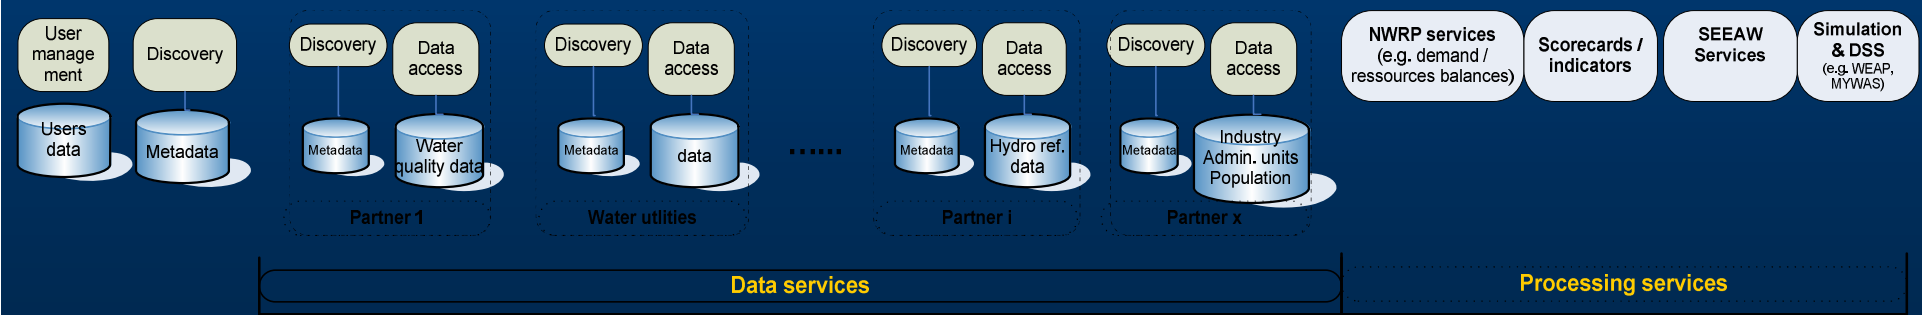 User
manage
ment
Discovery
Users
data
Metadata
Discovery
Data
access
Metadata
Water
quality data
Partner 1
Discovery
Data
access
Metadata
data
Water utlities
......
Discovery
Data
access
Metadata
Hydro ref.
data
Partner i
Discovery
Data
access
Metadata
Industry
Admin. units
Population
Partner x
NWRP services
(e.g. demand /
ressources balances)
Scorecards /
indicators
SEEAW
Services
Simulation
& DSS
(e.g. WEAP,
MYWAS)
Data services
Processing services